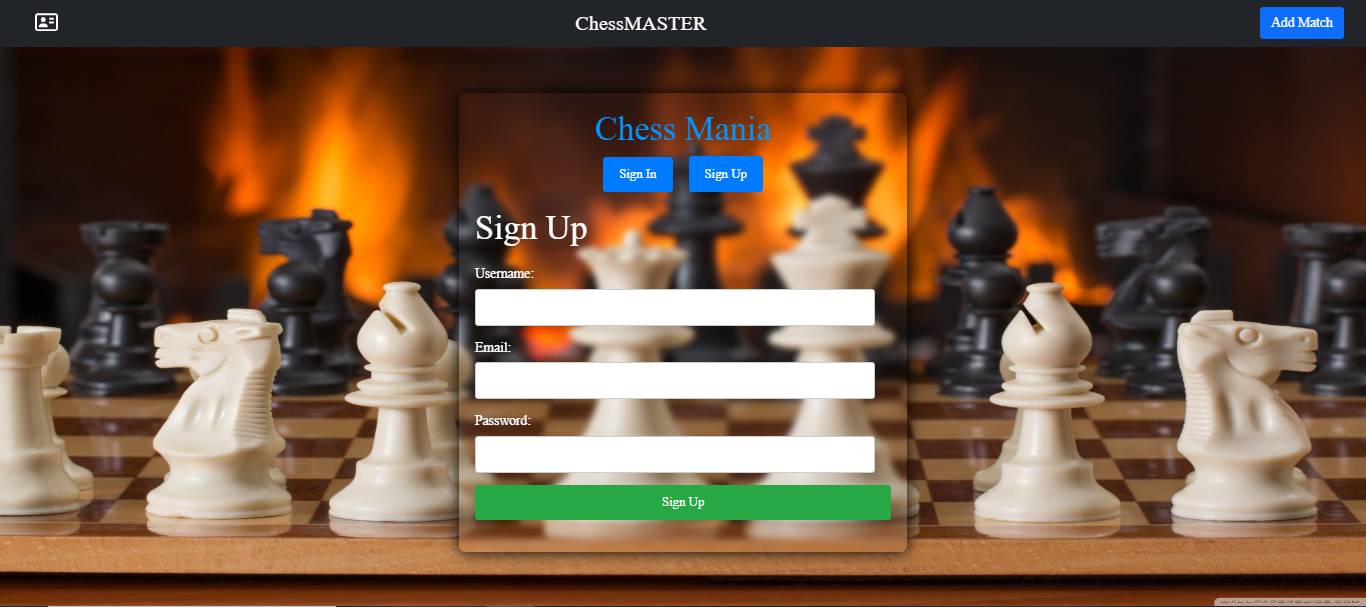 ChessMASTER
Add Match
Chess Mania
Sign In
Sign Up
Sign Up
Username:
Email:
Password:
Sign Up